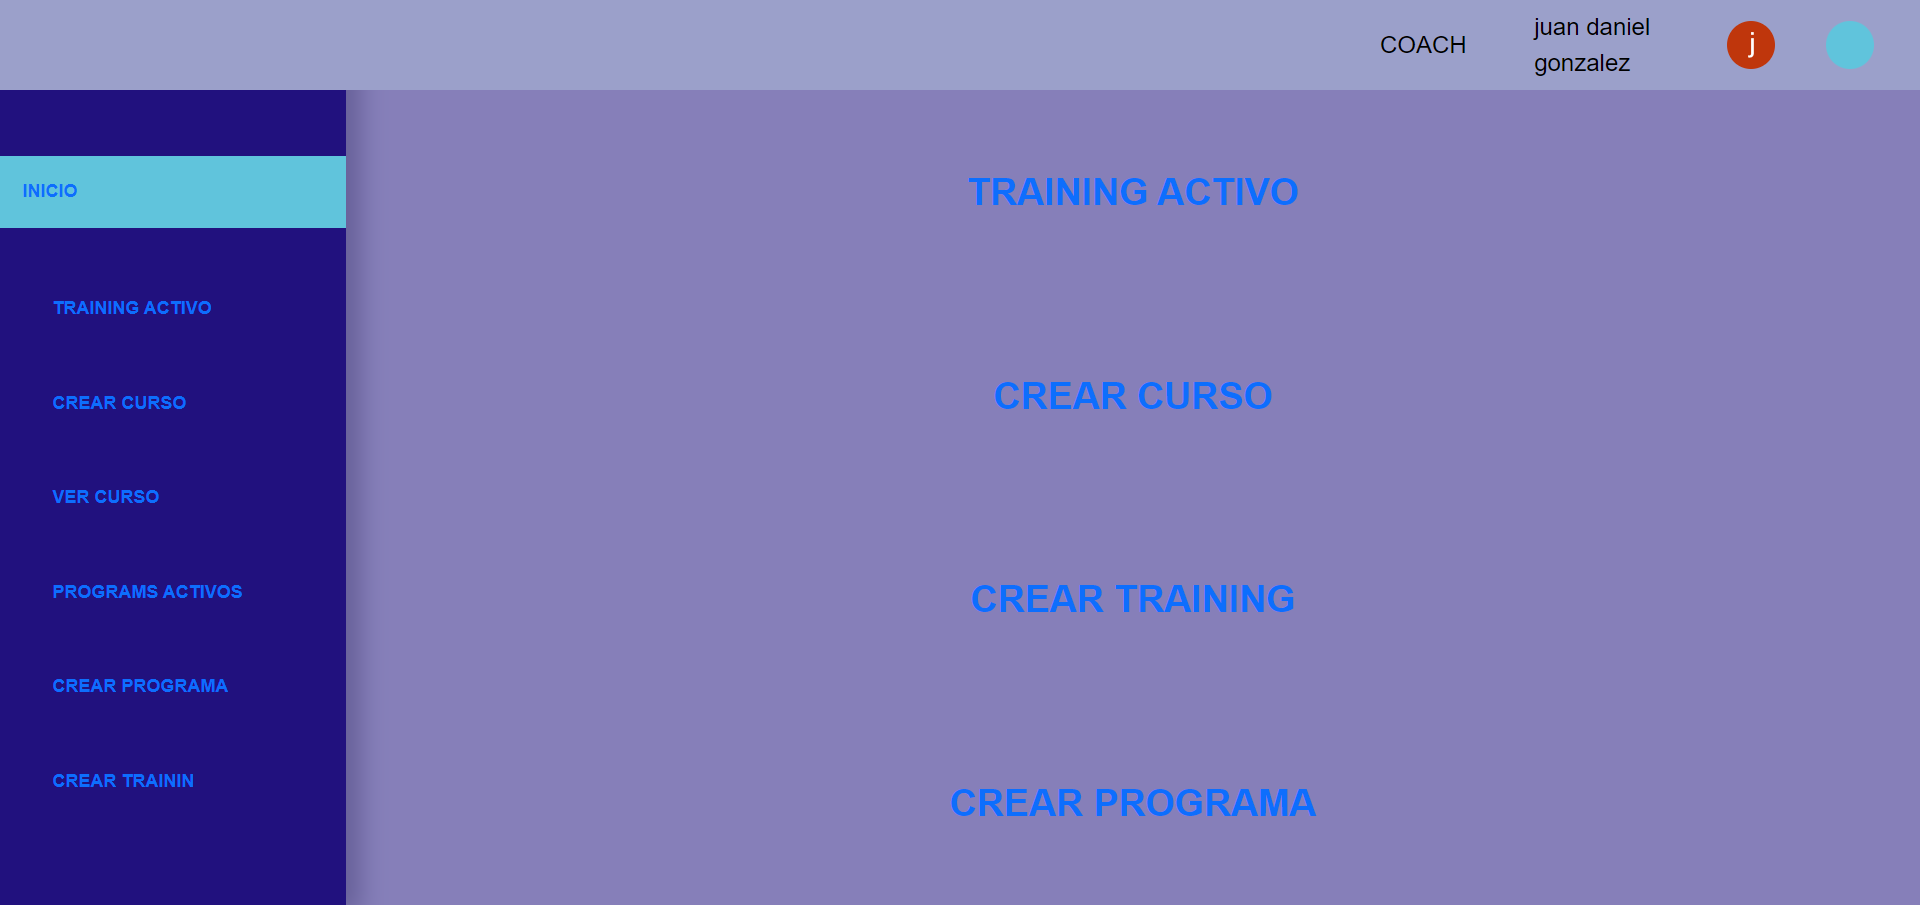 COACH
juan daniel
gonzalez
j
INICIO
TRAINING ACTIVO
CREAR CURSO
VER CURSO
PROGRAMS ACTIVOS
CREAR PROGRAMA
CREAR TRAININ
TRAINING ACTIVO
CREAR CURSO
CREAR TRAINING
CREAR PROGRAMA